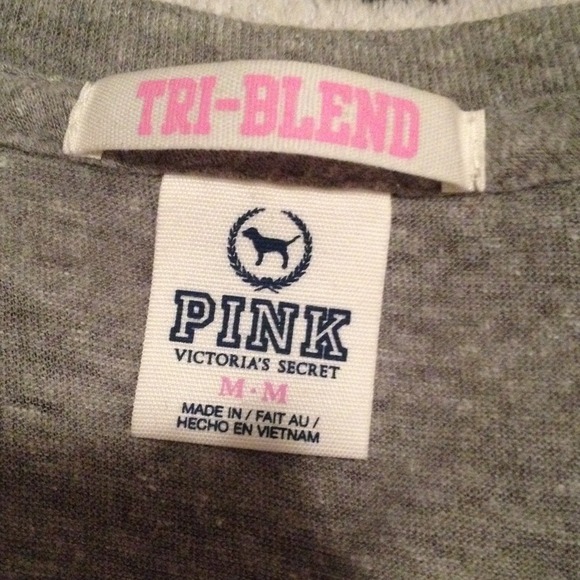 TRI-BLEND
PINK
VICTORIA'S SECRET
M·M
MADE IN / FAIT AU /
HECHO EN VIETNAM